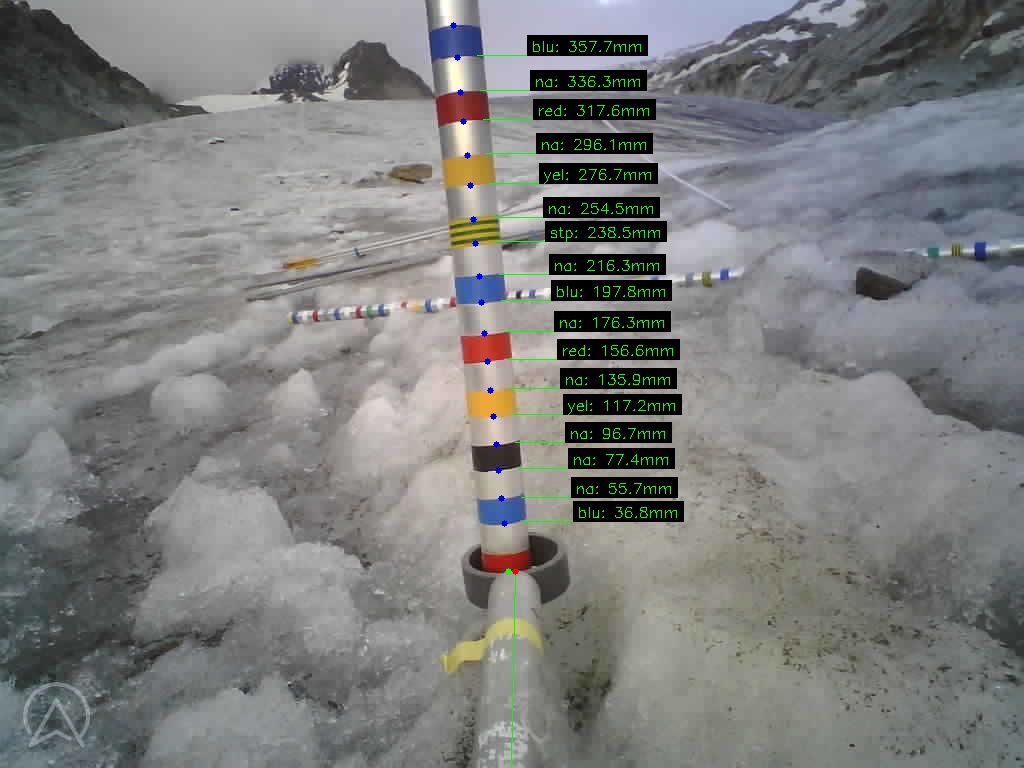 blu: 357.7mm
na: 336.3mm
red: 317.6mm
na: 296.1mm
yel: 276.7mm
na: 254.5mm
stp: 238.5mm
na: 216.3mm
blu: 197.8mm
na: 176.3mm
red: 156.6mm
na: 135.9mm
yel: 117.2mm
na: 96.7mm
na: 77.4mm
na: 55.7mm
blu: 36.8mm